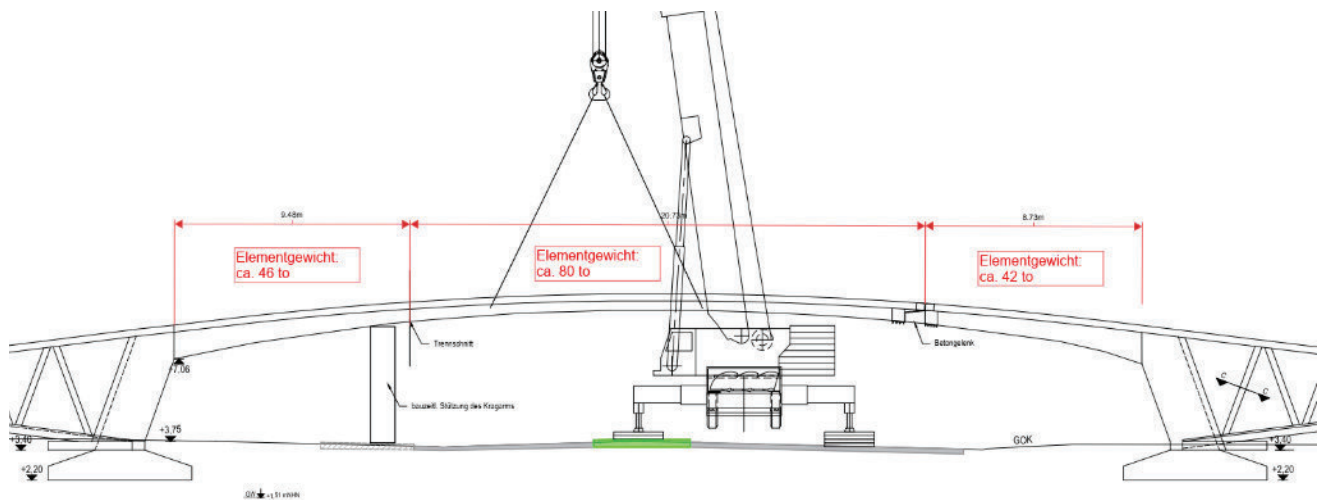 9.48m
20.73m
8.73m
Elementgewicht:
ca. 46 to
Elementgewicht:
ca. 80 to
Elementgewicht:
ca. 42 to
Trennschnitt
Betongelenk
+7,06
bauzeitl. Stützung des Kragarms
C
C
+3,75
+3,40
GOK
+3,40
+2,20
+2,20